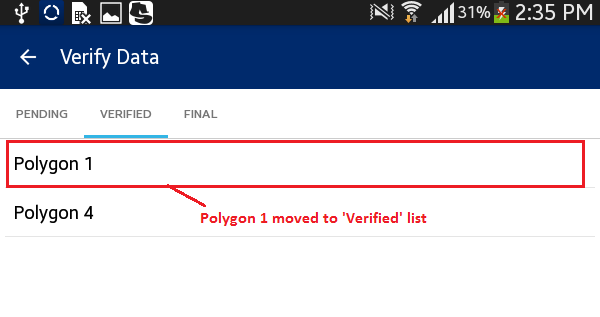 31% 2:35 PM
Verify Data
PENDING VERIFIED FINAL
Polygon 1
Polygon 4
Polygon 1 moved to 'Verified' list